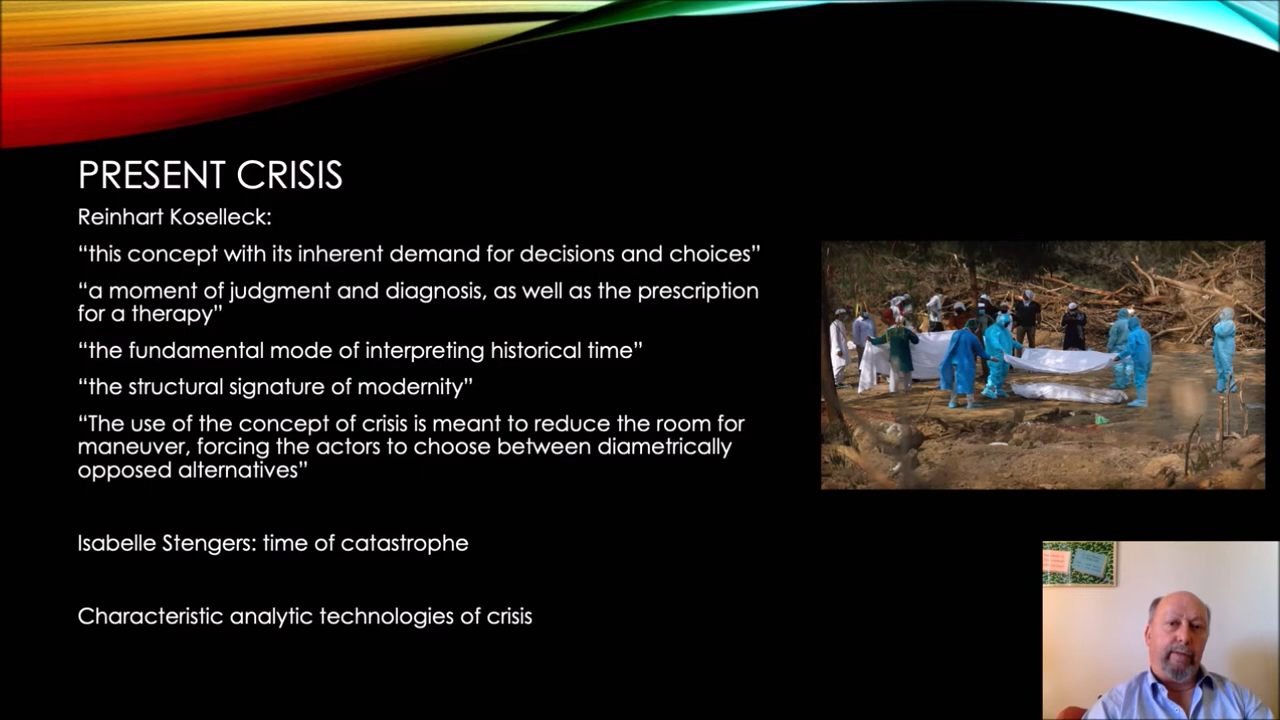 PRESENT CRISIS
Reinhart Koselleck:
“this concept with its inherent demand for decisions and choices”
“a moment of judgment and diagnosis, as well as the prescription
for a therapy”
“the fundamental mode of interpreting historical time”
“the structural signature of modernity”
“The use of the concept of crisis is meant to reduce the room for
maneuver, forcing the actors to choose between diametrically
opposed alternatives”
Isabelle Stengers: time of catastrophe
Characteristic analytic technologies of crisis